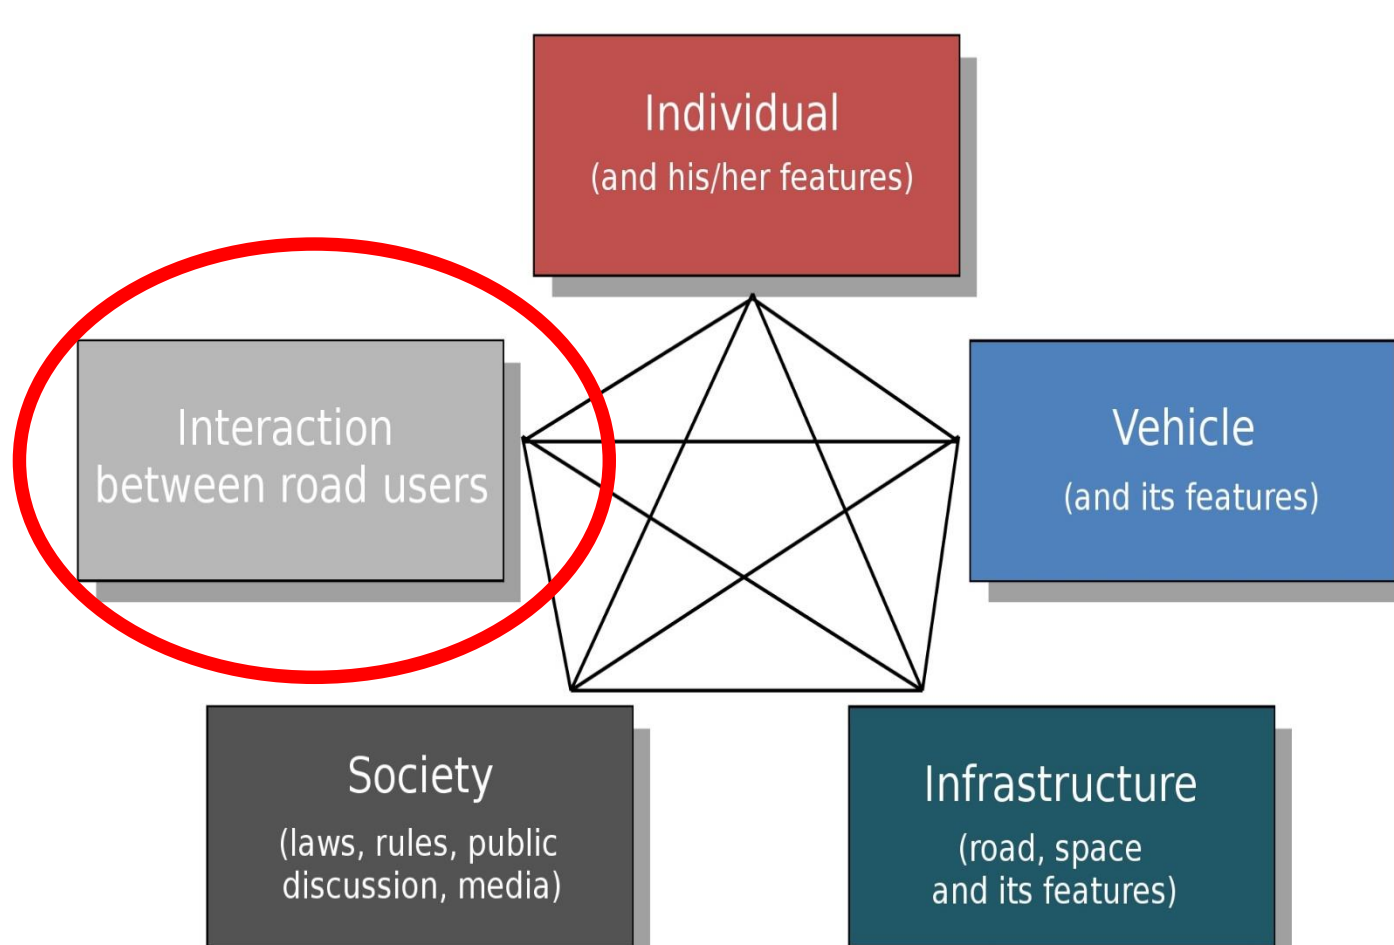 Individual
(and his/her features)
Interaction
between road users
Vehicle
(and its features)
Society
(laws, rules, public
discussion, media)
Infrastructure
(road, space
and its features)